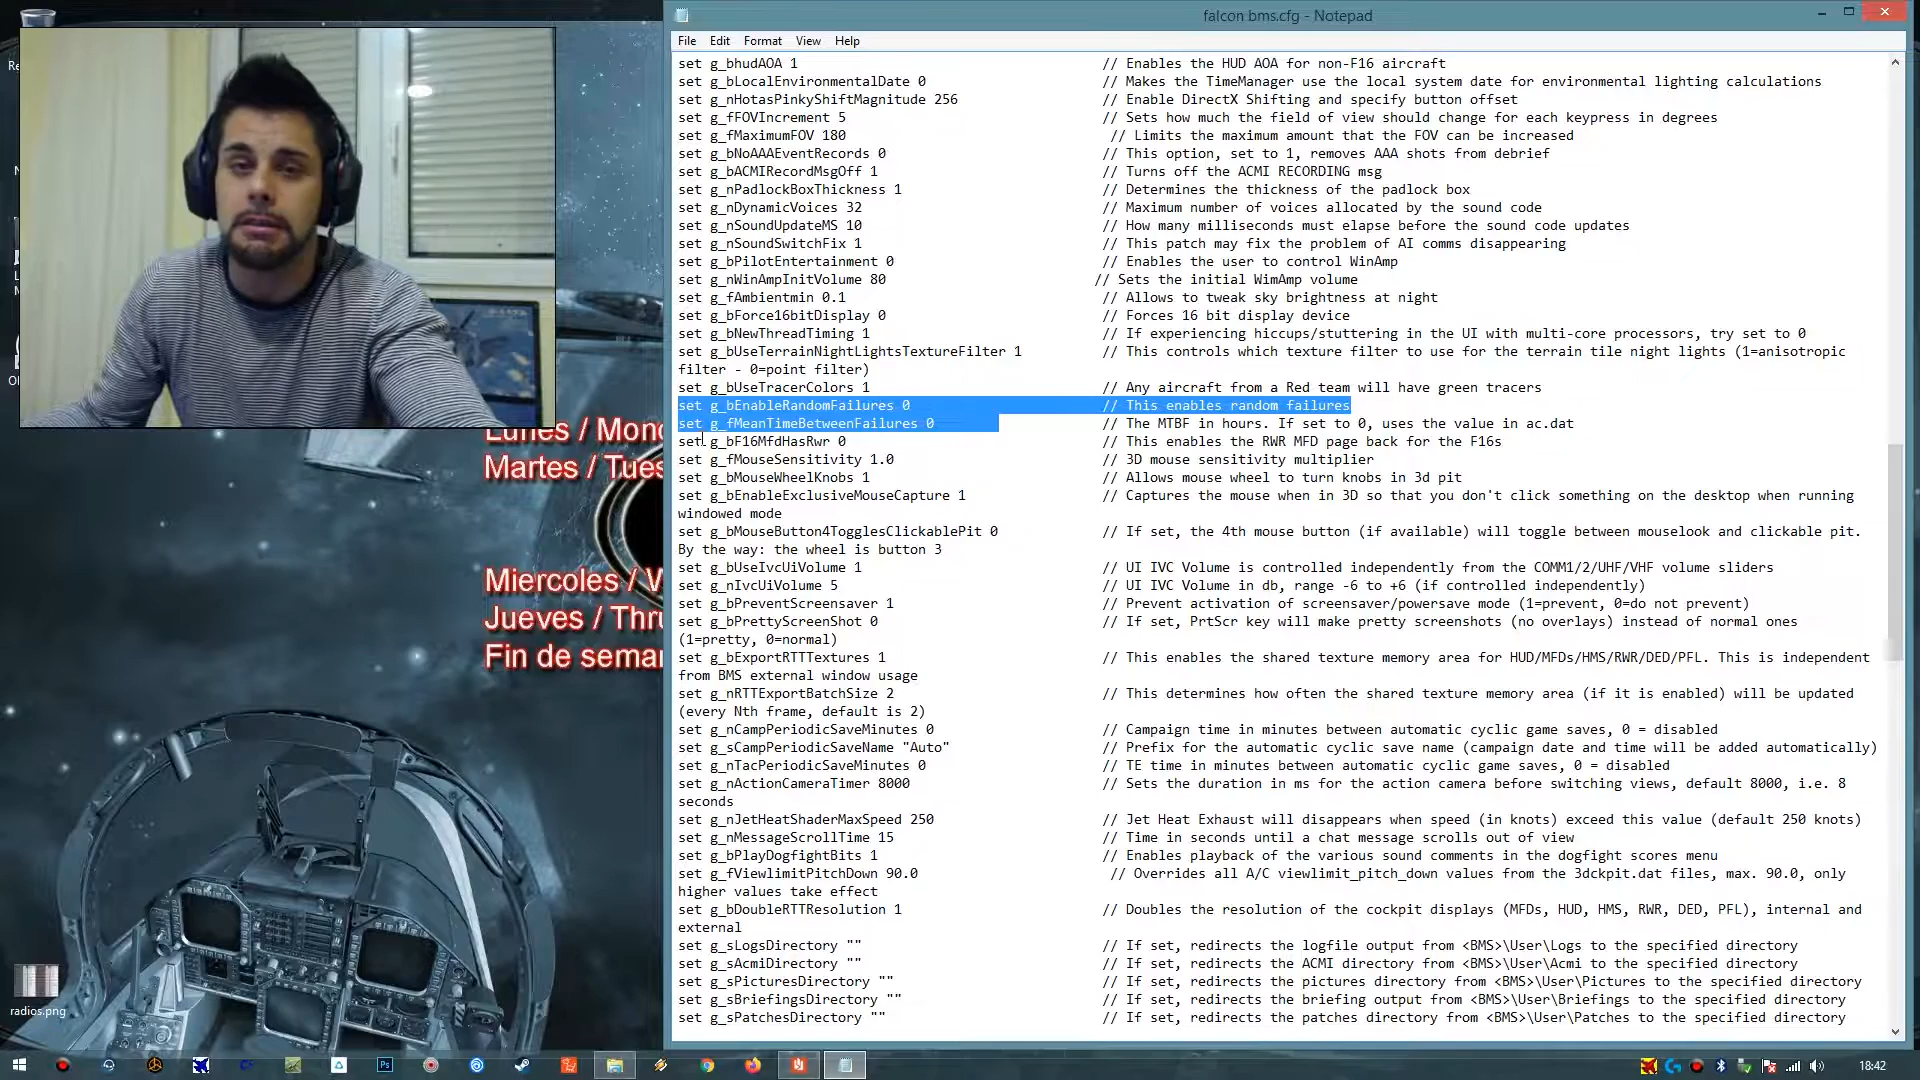 falcon bms.cfg - Notepad
File Edit Format View Help
set g_bhudAOA 1 // Enables the HUD AOA for non-F16 aircraft
set g_bLocalEnvironmentalDate 0 // Makes the TimeManager use the local system date for environmental lighting calculations
set g_nHotasPinkyShiftMagnitude 256 // Enable DirectX Shifting and specify button offset
set g_fFOVIncrement 5 // Sets how much the field of view should change for each keypress in degrees
set g_fMaximumFOV 180 // Limits the maximum amount that the FOV can be increased
set g_bNoAAAEventRecords 0 // This option, set to 1, removes AAA shots from debrief
set g_bACMIRecordMsgOff 1 // Turns off the ACMI RECORDING msg
set g_nPadlockBoxThickness 1 // Determines the thickness of the padlock box
set g_nDynamicVoices 32 // Maximum number of voices allocated by the sound code
set g_nSoundUpdateMS 10 // How many milliseconds must elapse before the sound code updates
set g_nSoundSwitchFix 1 // This patch may fix the problem of AI comms disappearing
set g_bPilotEntertainment 0 // Enables the user to control WinAmp
set g_nWinAmpInitVolume 80 // Sets the initial WimAmp volume
set g_fAmbientmin 0.1 // Allows to tweak sky brightness at night
set g_bForce16bitDisplay 0 // Forces 16 bit display device
set g_bNewThreadTiming 1 // If experiencing hiccups/stuttering in the UI with multi-core processors, try set to 0
set g_bUseTerrainNightLightsTextureFilter 1 // This controls which texture filter to use for the terrain tile night lights (1=anisotropic
filter - 0=point filter)
set g_bUseTracerColors 1 // Any aircraft from a Red team will have green tracers
set g_bEnableRandomFailures 0 // This enables random failures
set g_fMeanTimeBetweenFailures 0 // The MTBF in hours. If set to 0, uses the value in ac.dat
set g_bF16MfdHasRwr 0 // This enables the RWR MFD page back for the F16s
set g_fMouseSensitivity 1.0 // 3D mouse sensitivity multiplier
set g_bMouseWheelKnobs 1 // Allows mouse wheel to turn knobs in 3d pit
set g_bEnableExclusiveMouseCapture 1 // Captures the mouse when in 3D so that you don't click something on the desktop when running
windowed mode
set g_bMouseButton4TogglesClickablePit 0 // If set, the 4th mouse button (if available) will toggle between mouselook and clickable pit.
By the way: the wheel is button 3
set g_bUseIvcUiVolume 1 // UI IVC Volume is controlled independently from the COMM1/2/UHF/VHF volume sliders
set g_nIvcUiVolume 5 // UI IVC Volume in db, range -6 to +6 (if controlled independently)
set g_bPreventScreensaver 1 // Prevent activation of screensaver/powersave mode (1=prevent, 0=do not prevent)
set g_bPrettyScreenShot 0 // If set, PrtScr key will make pretty screenshots (no overlays) instead of normal ones
(1=pretty, 0=normal)
set g_bExportRTTTextures 1 // This enables the shared texture memory area for HUD/MFDs/HMS/RWR/DED/PFL. This is independent
from BMS external window usage
set g_nRTTExportBatchSize 2 // This determines how often the shared texture memory area (if it is enabled) will be updated
(every Nth frame, default is 2)
set g_nCampPeriodicSaveMinutes 0 // Campaign time in minutes between automatic cyclic game saves, 0 = disabled
set g_sCampPeriodicSaveName "Auto" // Prefix for the automatic cyclic save name (campaign date and time will be added automatically)
set g_nTacPeriodicSaveMinutes 0 // TE time in minutes between automatic cyclic game saves, 0 = disabled
set g_nActionCameraTimer 8000 // Sets the duration in ms for the action camera before switching views, default 8000, i.e. 8
seconds
set g_nJetHeatShaderMaxSpeed 250 // Jet Heat Exhaust will disappears when speed (in knots) exceed this value (default 250 knots)
set g_nMessageScrollTime 15 // Time in seconds until a chat message scrolls out of view
set g_bPlayDogfightBits 1 // Enables playback of the various sound comments in the dogfight scores menu
set g_fViewlimitPitchDown 90.0 // Overrides all A/C viewlimit_pitch_down values from the 3dckpit.dat files, max. 90.0, only
higher values take effect
set g_bDoubleRTTResolution 1 // Doubles the resolution of the cockpit displays (MFDs, HUD, HMS, RWR, DED, PFL), internal and
external
set g_sLogsDirectory "" // If set, redirects the logfile output from <BMS>\User\Logs to the specified directory
set g_sAcmiDirectory "" // If set, redirects the ACMI directory from <BMS>\User\Acmi to the specified directory
set g_sPicturesDirectory "" // If set, redirects the pictures directory from <BMS>\User\Pictures to the specified directory
set g_sBriefingsDirectory "" // If set, redirects the briefing output from <BMS>\User\Briefings to the specified directory
set g_sPatchesDirectory "" // If set, redirects the patches directory from <BMS>\User\Patches to the specified directory
Lunes / Mond
Martes / Tues
Miercoles / W
Jueves / Thru
Fin de semar
radios.png
Ps
18:42